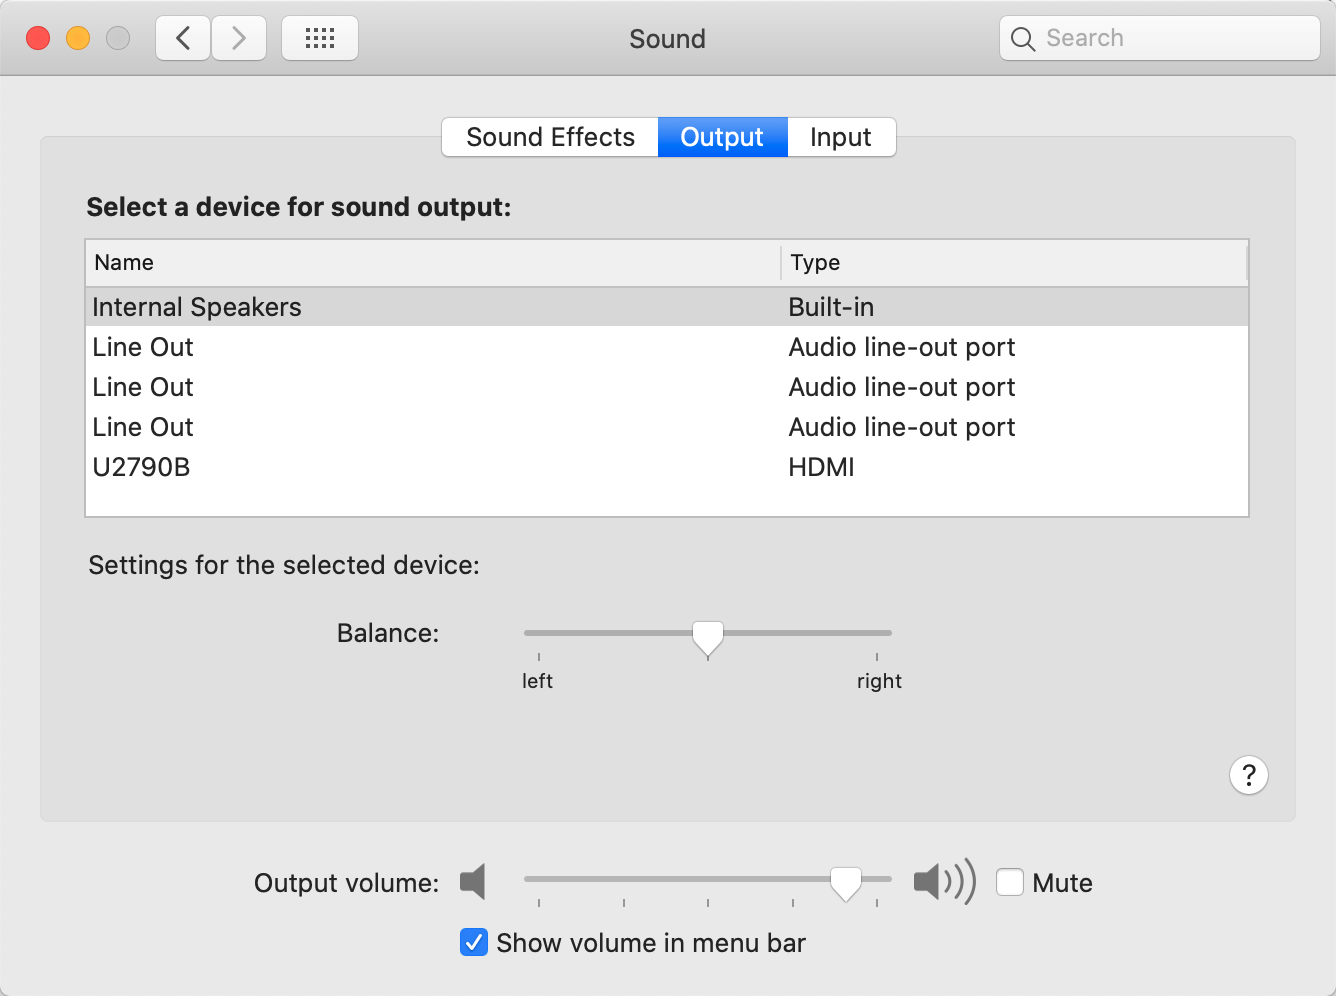 Sound
Search
Sound Effects Output Input
Select a device for sound output:
Name Type
Internal Speakers Built-in
Line Out Audio line-out port
Line Out Audio line-out port
Line Out Audio line-out port
U2790B HDMI
Settings for the selected device:
Balance:
left right
?
Output volume: Mute
Show volume in menu bar